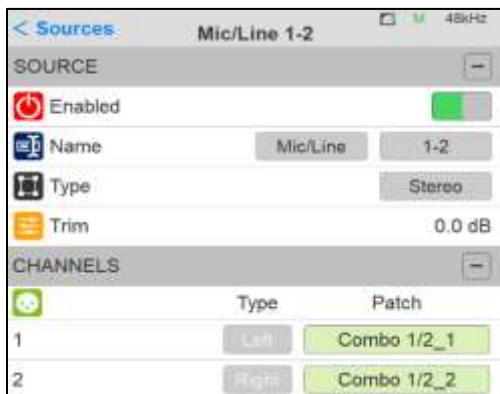 < Sources Mic/Line 1-2 M 48kHz
SOURCE
Enabled
Name Mic/Line 1-2
Type Stereo
Trim 0.0 dB
CHANNELS
Type Patch
1 Left Combo 1/2_1
2 Right Combo 1/2_2